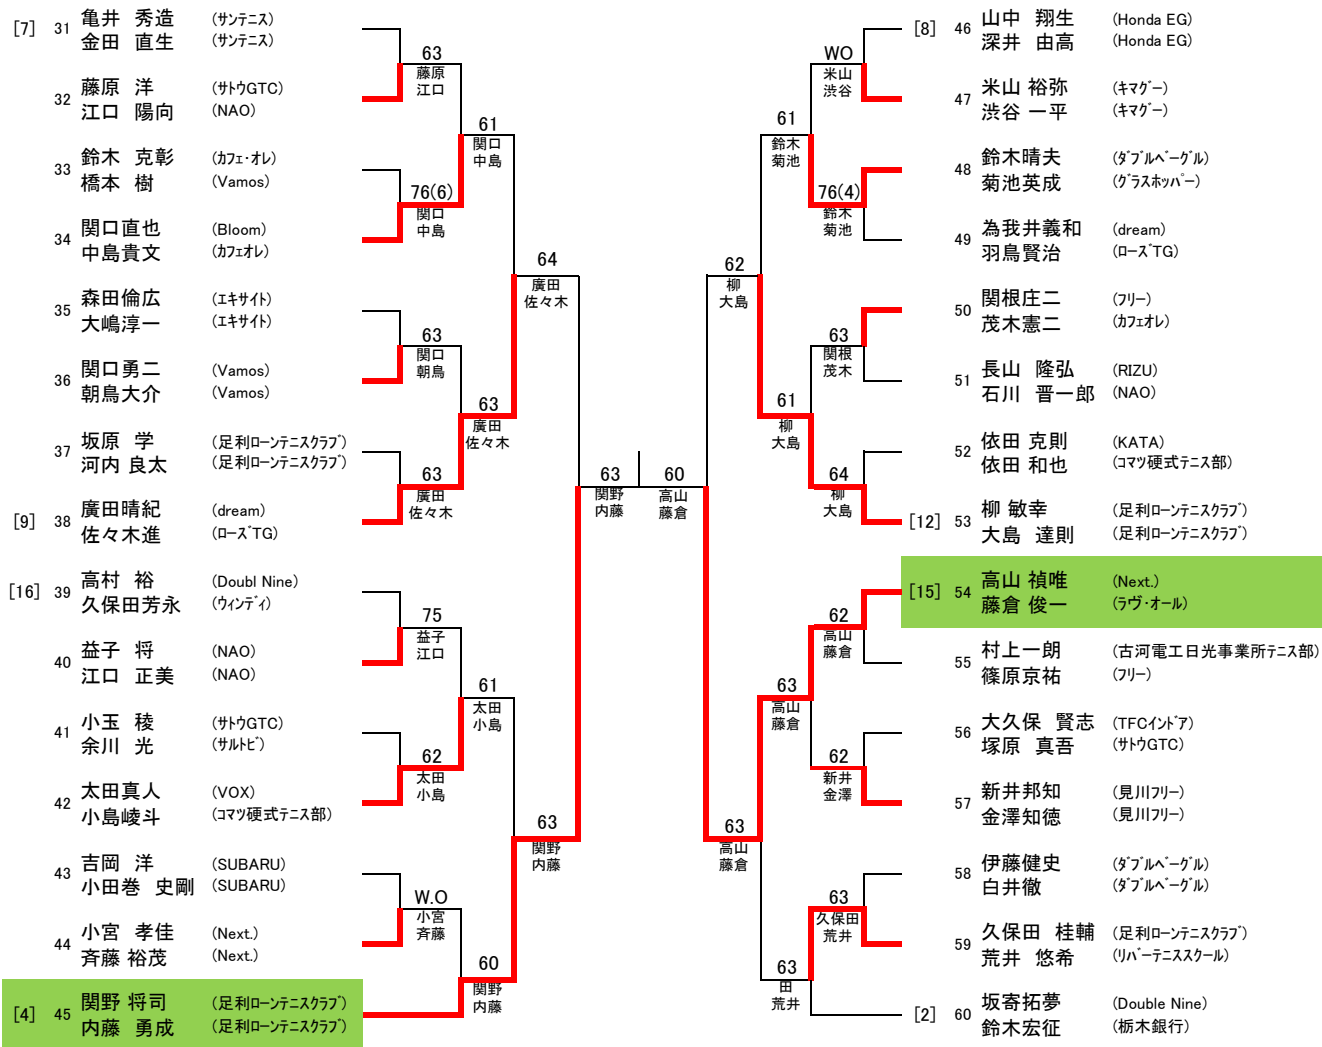 [7] 31 亀井 秀造 (サンテニス)
金田 直生 (サンテニス)
32 藤原 洋 (サトウGTC)
江口 陽向 (NAO)
33 鈴木 克彰 (カフェ・オレ)
橋本 樹 (Vamos)
34 関口直也 (Bloom)
中島貴文 (カフェオレ)
35 森田倫広 (エキサイト)
大嶋淳一 (エキサイト)
36 関口勇二 (Vamos)
朝鳥大介 (Vamos)
37 坂原 学 (足利ローンテニスクラブ)
河内 良太 (足利ローンテニスクラブ)
[9] 38 廣田晴紀 (dream)
佐々木進 (ローズTG)
[16] 39 高村 裕 (Doubl Nine)
久保田芳永 (ウィンディ)
40 益子 将 (NAO)
江口 正美 (NAO)
41 小玉 稜 (サトウGTC)
余川 光 (サルトビ)
42 太田真人 (VOX)
小島崚斗 (コマツ硬式テニス部)
43 吉岡 洋 (SUBARU)
小田巻 史剛 (SUBARU)
44 小宮 孝佳 (Next.)
斉藤 裕茂 (Next.)
[4] 45 関野 将司 (足利ローンテニスクラブ)
内藤 勇成 (足利ローンテニスクラブ)
63
藤原
江口
76(6)
関口
中島
63
関口
朝鳥
63
廣田
佐々木
75
益子
江口
62
太田
小島
W.O
小宮
斉藤
61
関口
中島
63
廣田
佐々木
61
太田
小島
60
関野
内藤
64
廣田
佐々木
63
関野
内藤
63
関野
内藤
60
高山
藤倉
62
柳
大島
63
高山
藤倉
61
鈴木
菊池
61
柳
大島
63
高山
藤倉
63
田
荒井
WO
米山
渋谷
76(4)
鈴木
菊池
63
関根
茂木
64
柳
大島
62
高山
藤倉
62
新井
金澤
63
久保田
荒井
[8] 46 山中 翔生 (Honda EG)
深井 由高 (Honda EG)
47 米山 裕弥 (キマグー)
渋谷 一平 (キマグー)
48 鈴木晴夫 (ダブルベーグル)
菊池英成 (グラスホッパー)
49 為我井義和 (dream)
羽鳥賢治 (ローズTG)
50 関根庄二 (フリー)
茂木憲二 (カフェオレ)
51 長山 隆弘 (RIZU)
石川 晋一郎 (NAO)
52 依田 克則 (KATA)
依田 和也 (コマツ硬式テニス部)
[12] 53 柳 敏幸 (足利ローンテニスクラブ)
大島 達則 (足利ローンテニスクラブ)
[15] 54 高山 禎唯 (Next.)
藤倉 俊一 (ラヴ・オール)
55 村上一朗 (古河電工日光事業所テニス部)
篠原京祐 (フリー)
56 大久保 賢志 (TFCインドア)
塚原 真吾 (サトウGTC)
57 新井邦知 (見川フリー)
金澤知徳 (見川フリー)
58 伊藤健史 (ダブルベーグル)
白井徹 (ダブルベーグル)
59 久保田 桂輔 (足利ローンテニスクラブ)
荒井 悠希 (リバーテニススクール)
[2] 60 坂寄拓夢 (Double Nine)
鈴木宏征 (栃木銀行)